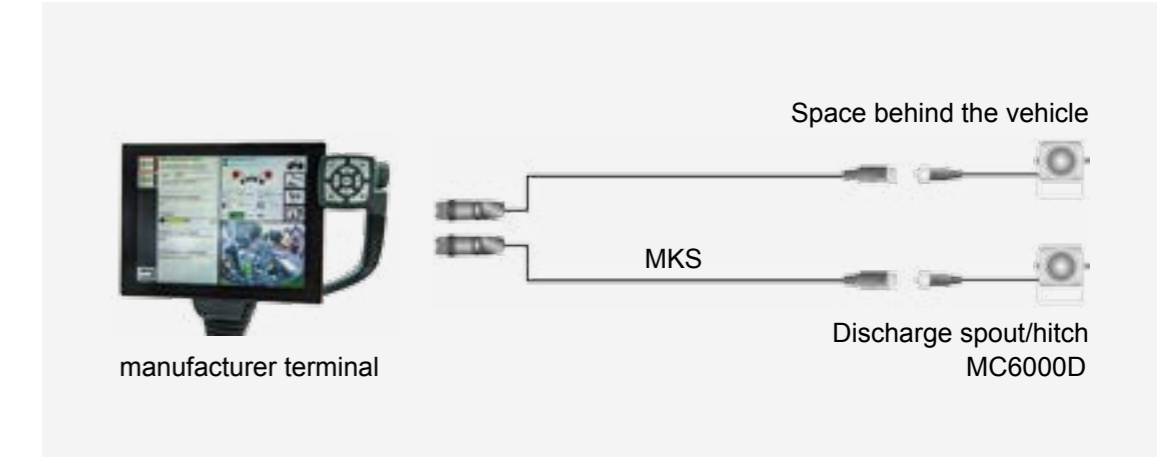 Space behind the vehicle
MKS
Discharge spout/hitch
manufacturer terminal
MC6000D